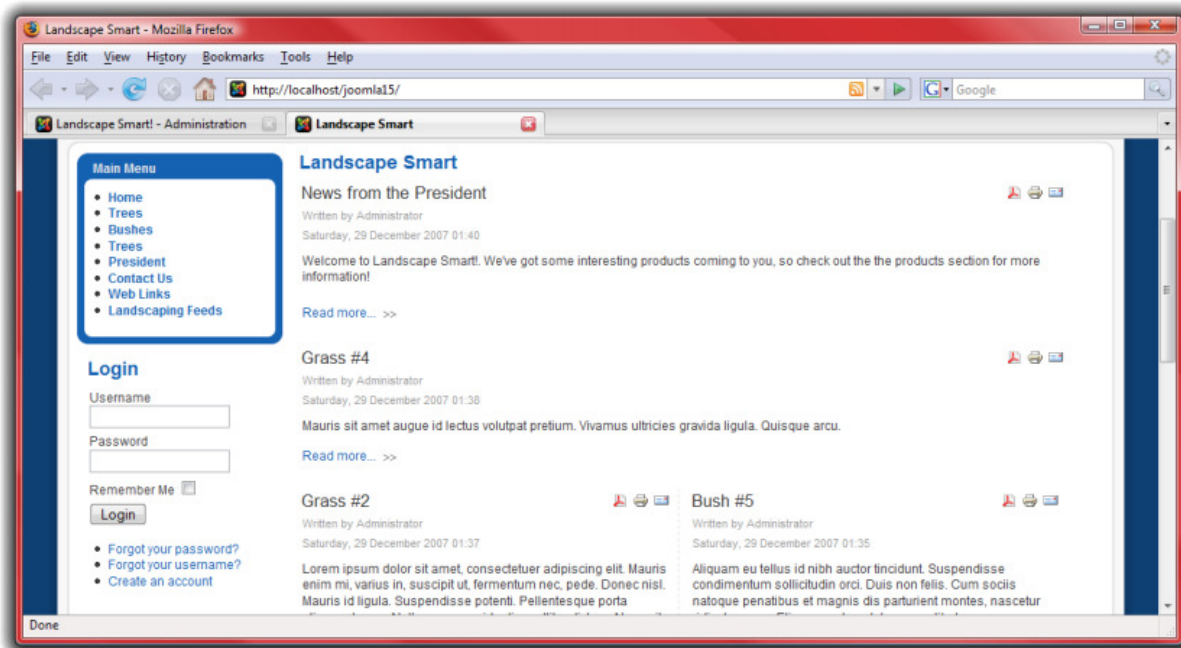 Landscape Smart - Mozilla Firefox
File Edit View History Bookmarks Tools Help
http://localhost/joomla15/
G Google
Landscape Smart! - Administration
Landscape Smart
Main Menu
Home
Trees
Bushes
Trees
President
Contact Us
Web Links
Landscaping Feeds
Login
Username
Password
Remember Me
Login
Forgot your password?
Forgot your username?
Create an account
Landscape Smart
News from the President
Written by Administrator
Saturday, 29 December 2007 01:40
Welcome to Landscape Smart!. We've got some interesting products coming to you, so check out the the products section for more
information!
Read more... >>
Grass #4
Written by Administrator
Saturday, 29 December 2007 01:38
Mauris sit amet augue id lectus volutpat pretium. Vivamus ultricies gravida ligula. Quisque arcu.
Read more... >>
Grass #2
Written by Administrator
Saturday, 29 December 2007 01:37
Lorem ipsum dolor sit amet, consectetuer adipiscing elit. Mauris
enim mi, varius in, suscipit ut, fermentum nec, pede. Donec nisl.
Mauris id ligula. Suspendisse potenti. Pellentesque porta
Bush #5
Written by Administrator
Saturday, 29 December 2007 01:35
Aliquam eu tellus id nibh auctor tincidunt. Suspendisse
condimentum sollicitudin orci. Duis non felis. Cum sociis
natoque penatibus et magnis dis parturient montes, nascetur
Done